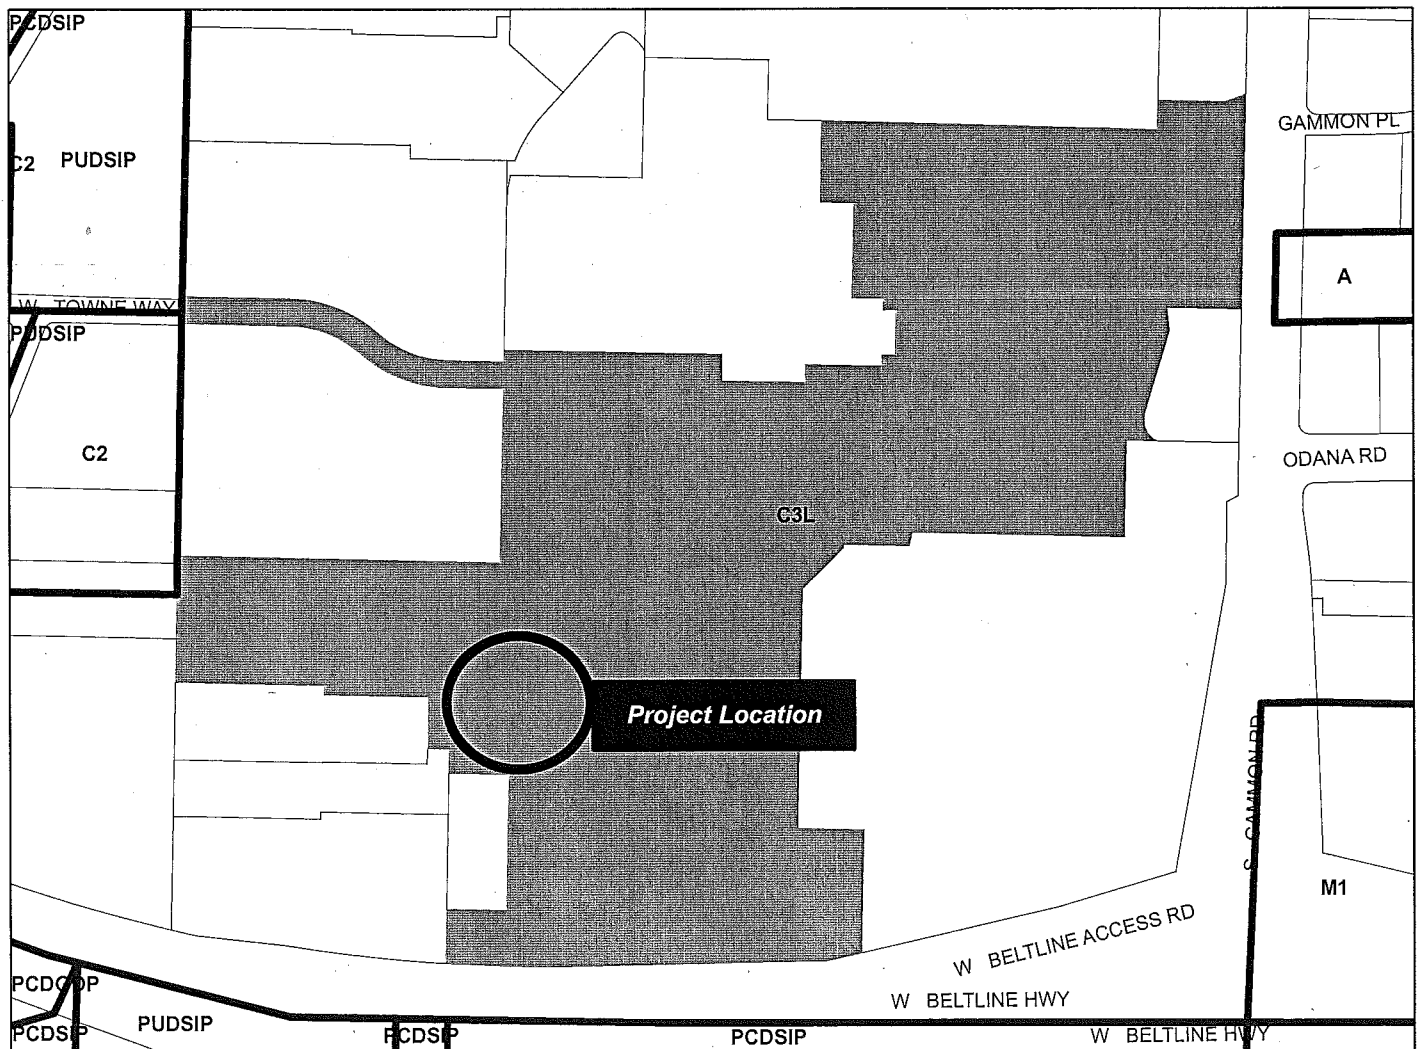 PCDSIP
GAMMON PL
C2
PUDSIP
A
W TOWNE WAY
PUDSIP
C2
ODANA RD
C3L
Project Location
S GAMMON RD
M1
W BELTLINE ACCESS RD
PCDGDP
W BELTLINE HWY
PCDSIP
PUDSIP
PCDSIP
PCDSIP
W BELTLINE HWY